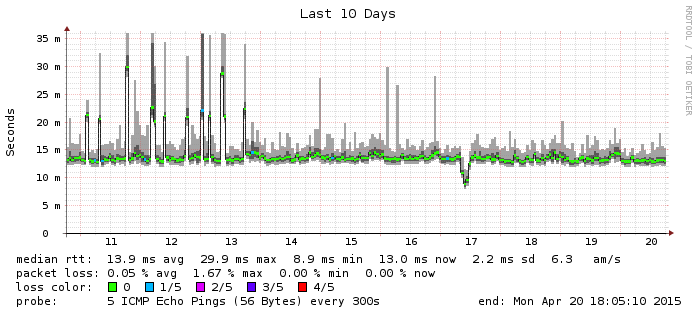 Last 10 Days
RRDTOOL / TOBI OETIKER
Seconds
35 m
30 m
25 m
20 m
15 m
10 m
5 m
0
11 12 13 14 15 16 17 18 19 20
median rtt: 13.9 ms avg 29.9 ms max 8.9 ms min 13.0 ms now 2.2 ms sd 6.3 am/s
packet loss: 0.05 % avg 1.67 % max 0.00 % min 0.00 % now
loss color: 0 1/5 2/5 3/5 4/5
probe: 5 ICMP Echo Pings (56 Bytes) every 300s end: Mon Apr 20 18:05:10 2015